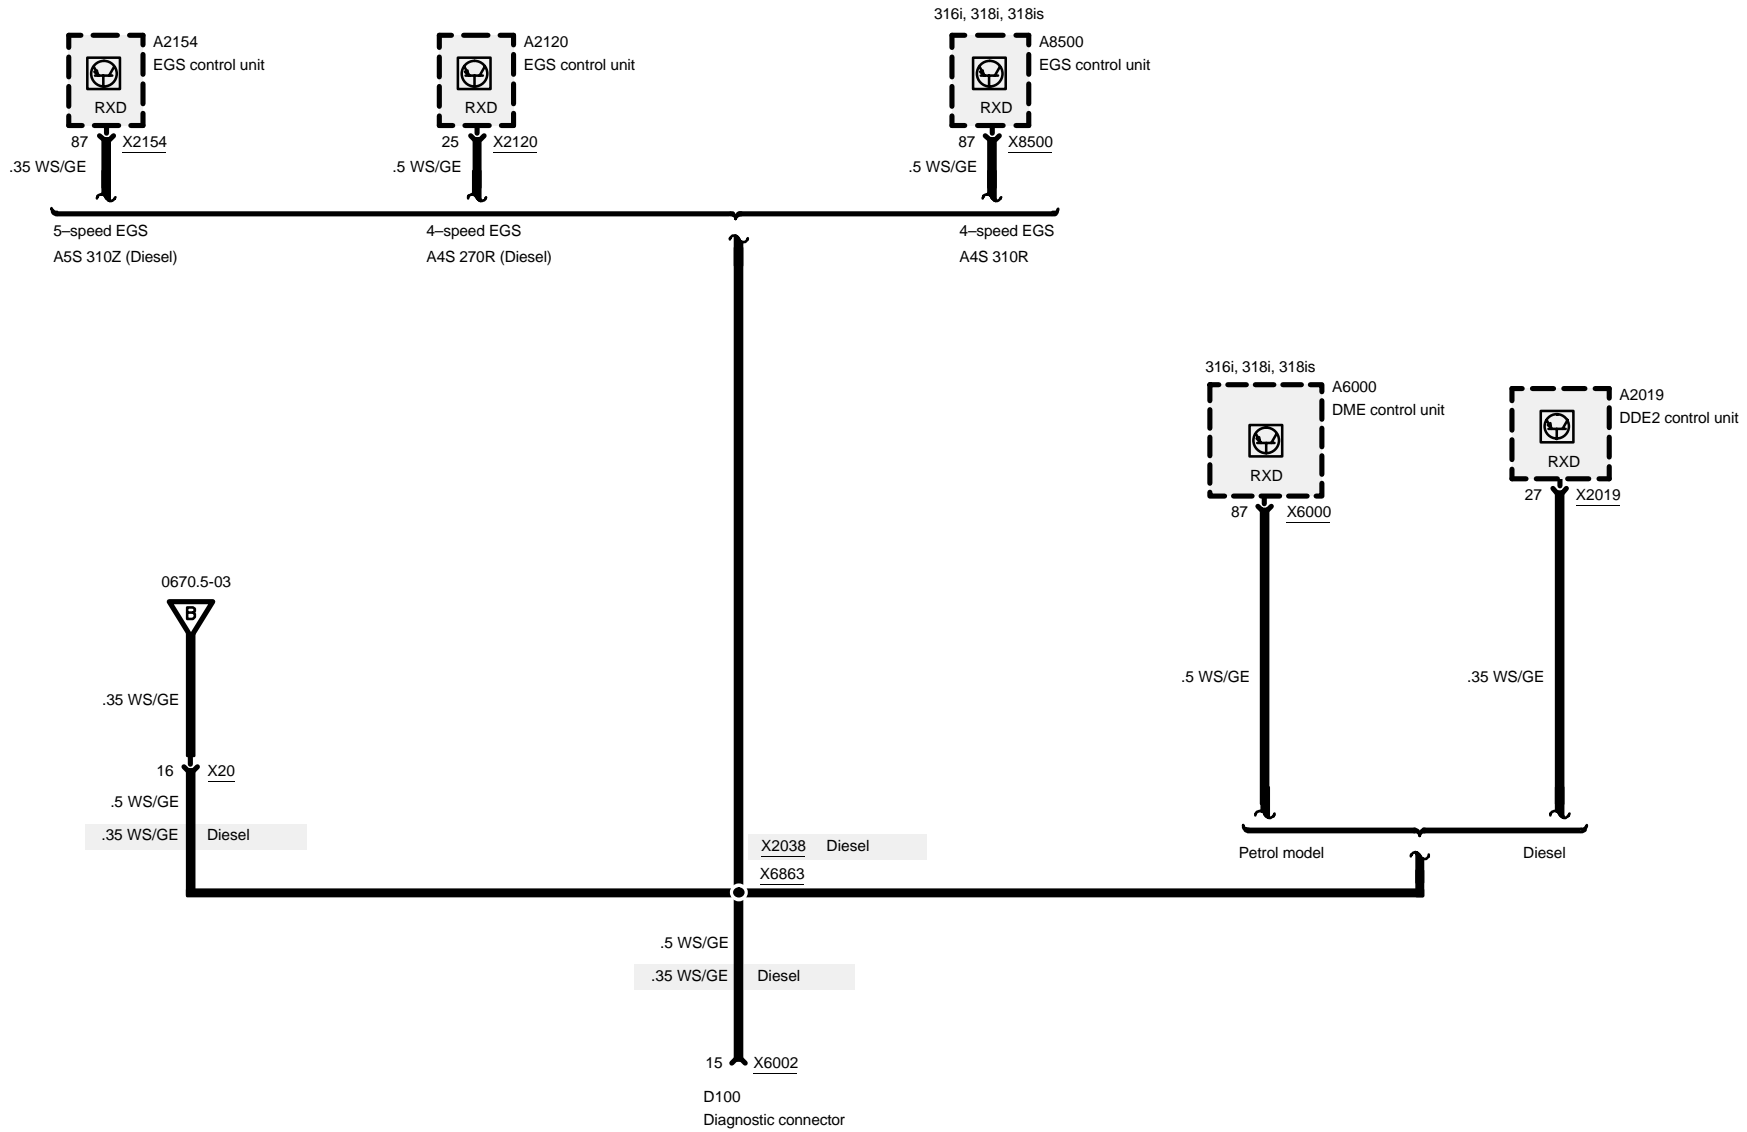 316i, 318i, 318is
A2154
EGS control unit
RXD
87
X2154
.35 WS/GE
A2120
EGS control unit
RXD
25
X2120
.5 WS/GE
A8500
EGS control unit
RXD
87
X8500
.5 WS/GE
5–speed EGS
A5S 310Z (Diesel)
4–speed EGS
A4S 270R (Diesel)
4–speed EGS
A4S 310R
316i, 318i, 318is
A6000
DME control unit
RXD
87
X6000
.5 WS/GE
A2019
DDE2 control unit
RXD
27
X2019
.35 WS/GE
Petrol model
Diesel
0670.5-03
B
.35 WS/GE
16
X20
.5 WS/GE
.35 WS/GE Diesel
X2038 Diesel
X6863
.5 WS/GE
.35 WS/GE Diesel
15
X6002
D100
Diagnostic connector